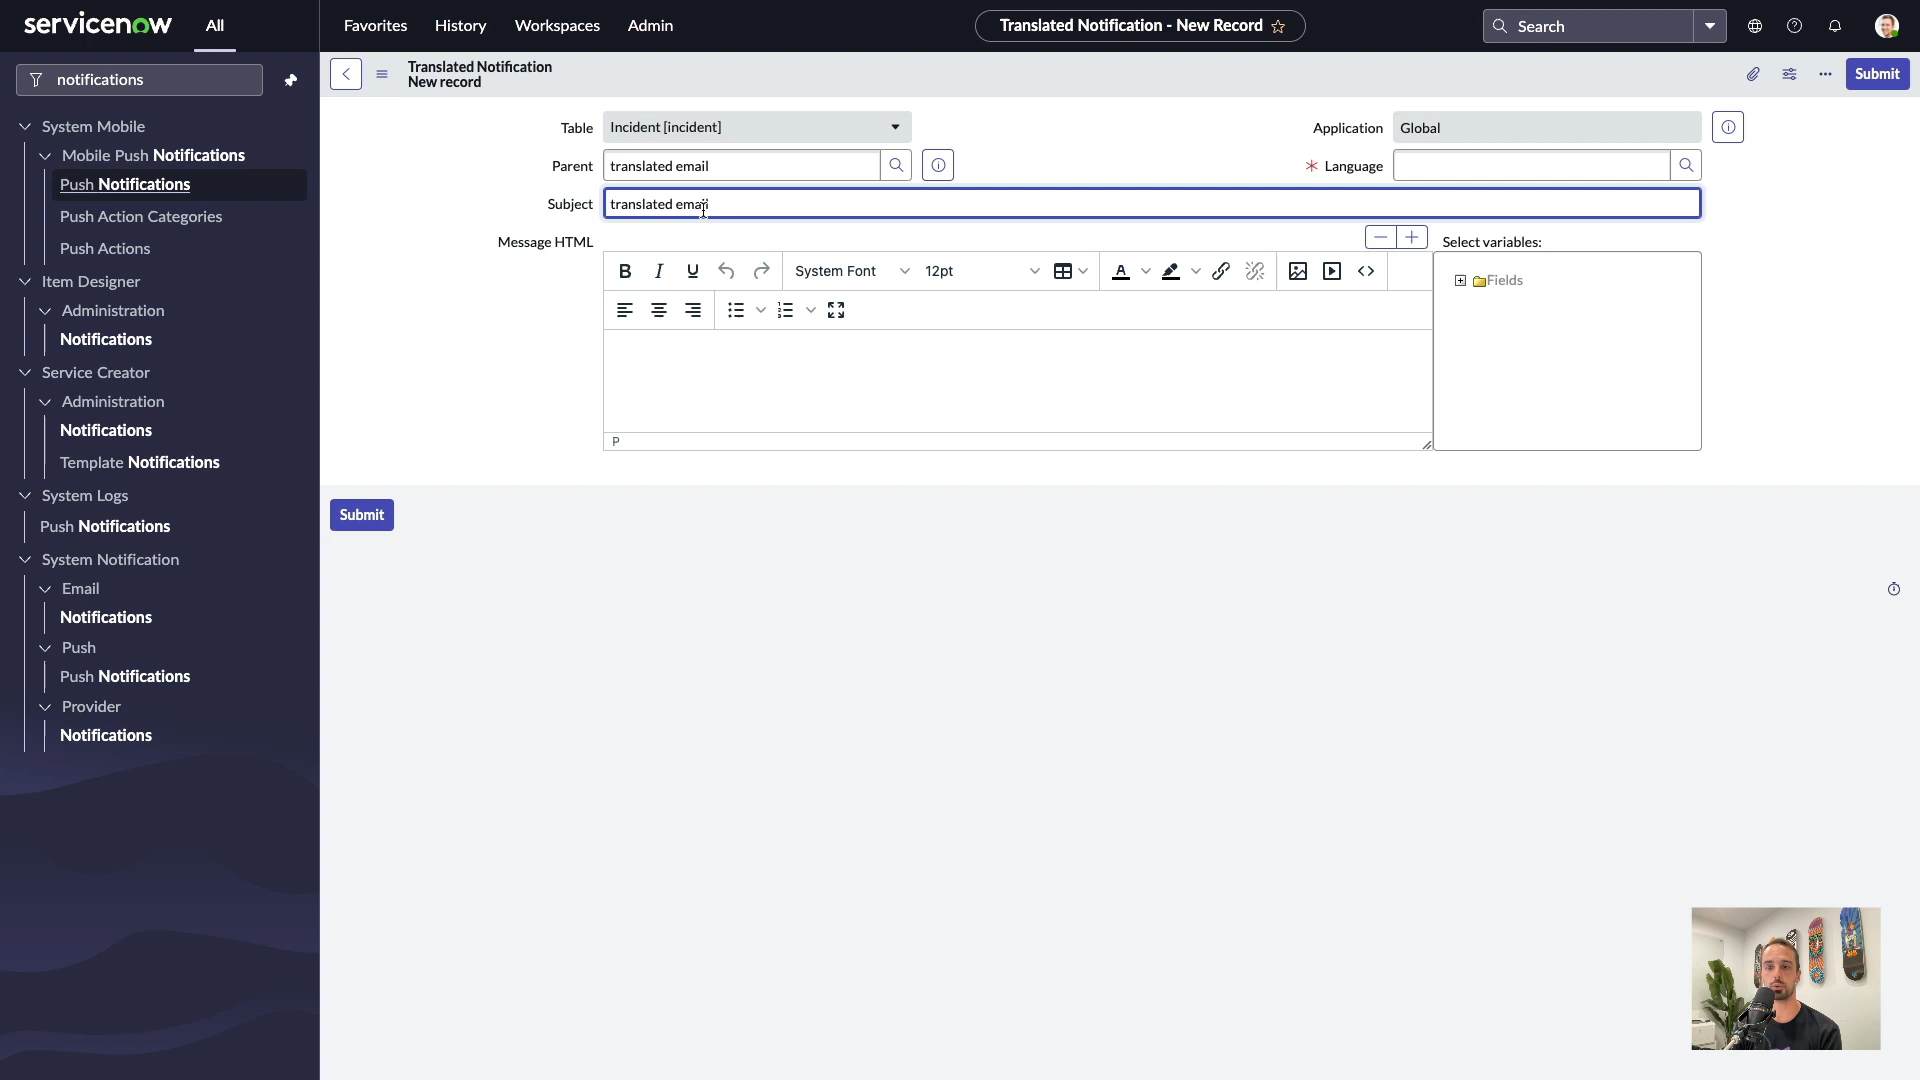 servicenow
All
Favorites
History
Workspaces
Admin
Translated Notification - New Record
Search
notifications
Translated Notification
New record
Submit
System Mobile
Mobile Push Notifications
Push Notifications
Push Action Categories
Push Actions
Item Designer
Administration
Notifications
Service Creator
Administration
Notifications
Template Notifications
System Logs
Push Notifications
System Notification
Email
Notifications
Push
Push Notifications
Provider
Notifications
Table
Incident [incident]
Application
Global
Parent
translated email
* Language
Subject
translated email
Message HTML
Select variables:
B I U
System Font
12pt
A
Fields
P
Submit